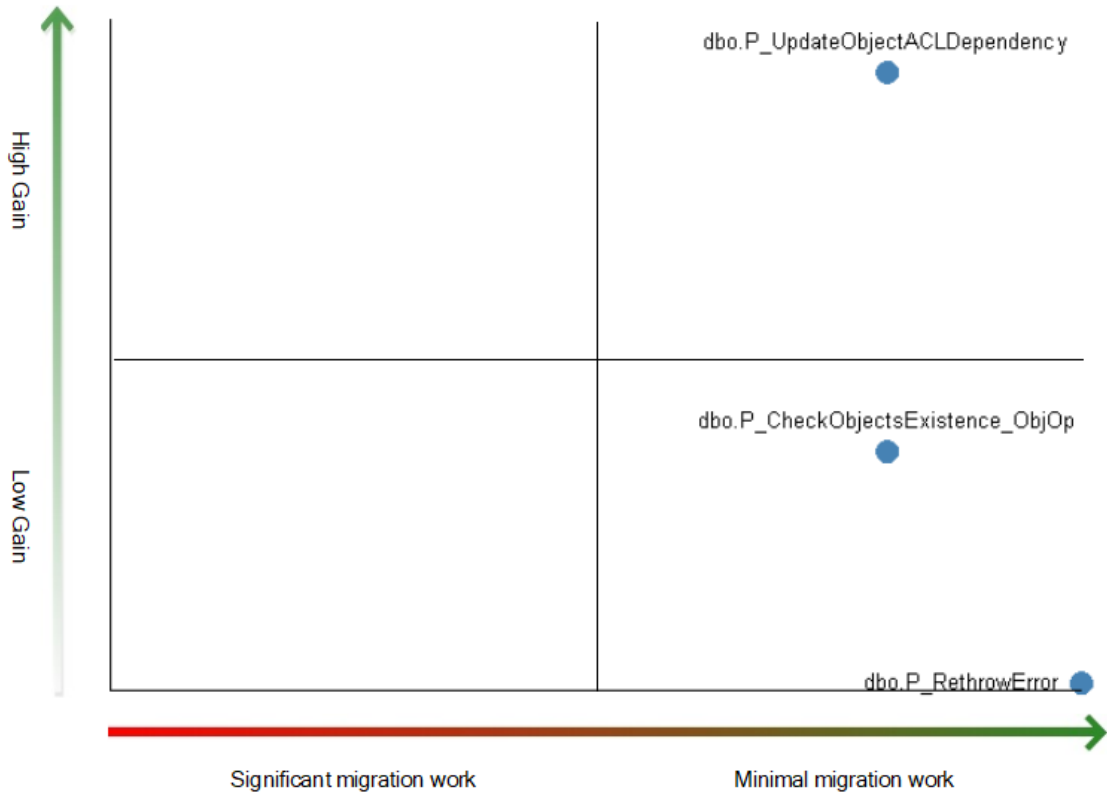 dbo.P_UpdateObjectACLDependency
High Gain
dbo.P_CheckObjectsExistence_ObjOp
Low Gain
dbo.P_RethrowError
Significant migration work
Minimal migration work